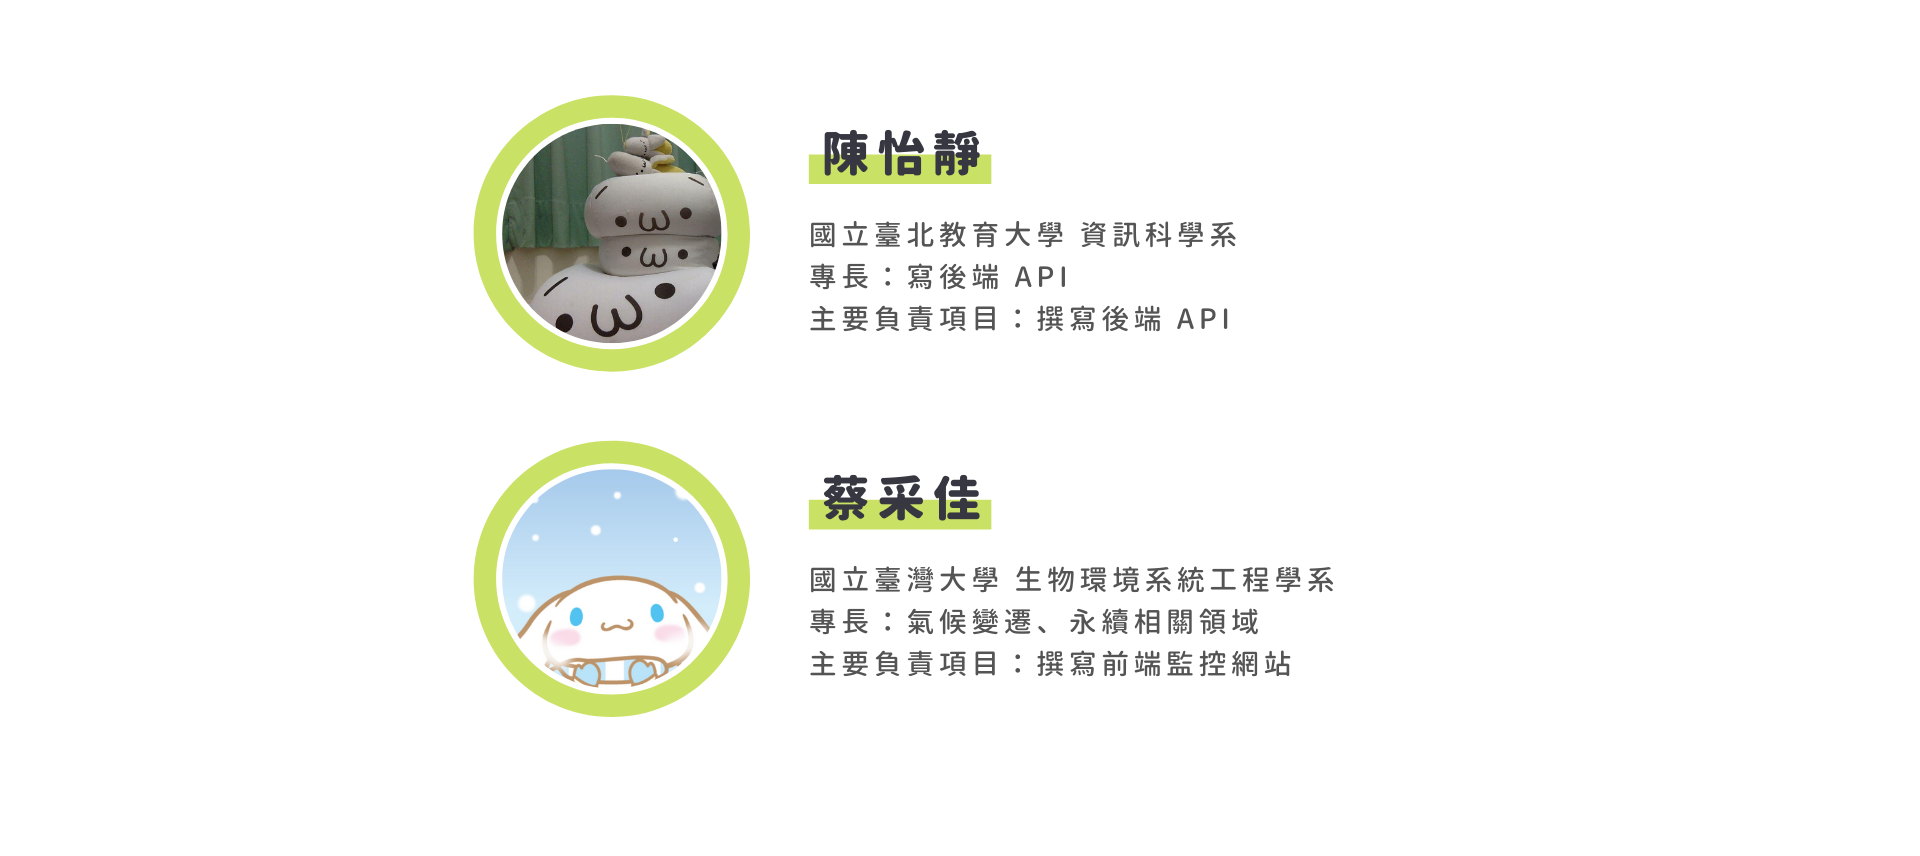 陳怡靜
國立臺北教育大學 資訊科學系
專長：寫後端 API
主要負責項目：撰寫後端 API
蔡采佳
國立臺灣大學 生物環境系統工程學系
專長：氣候變遷、永續相關領域
主要負責項目：撰寫前端監控網站